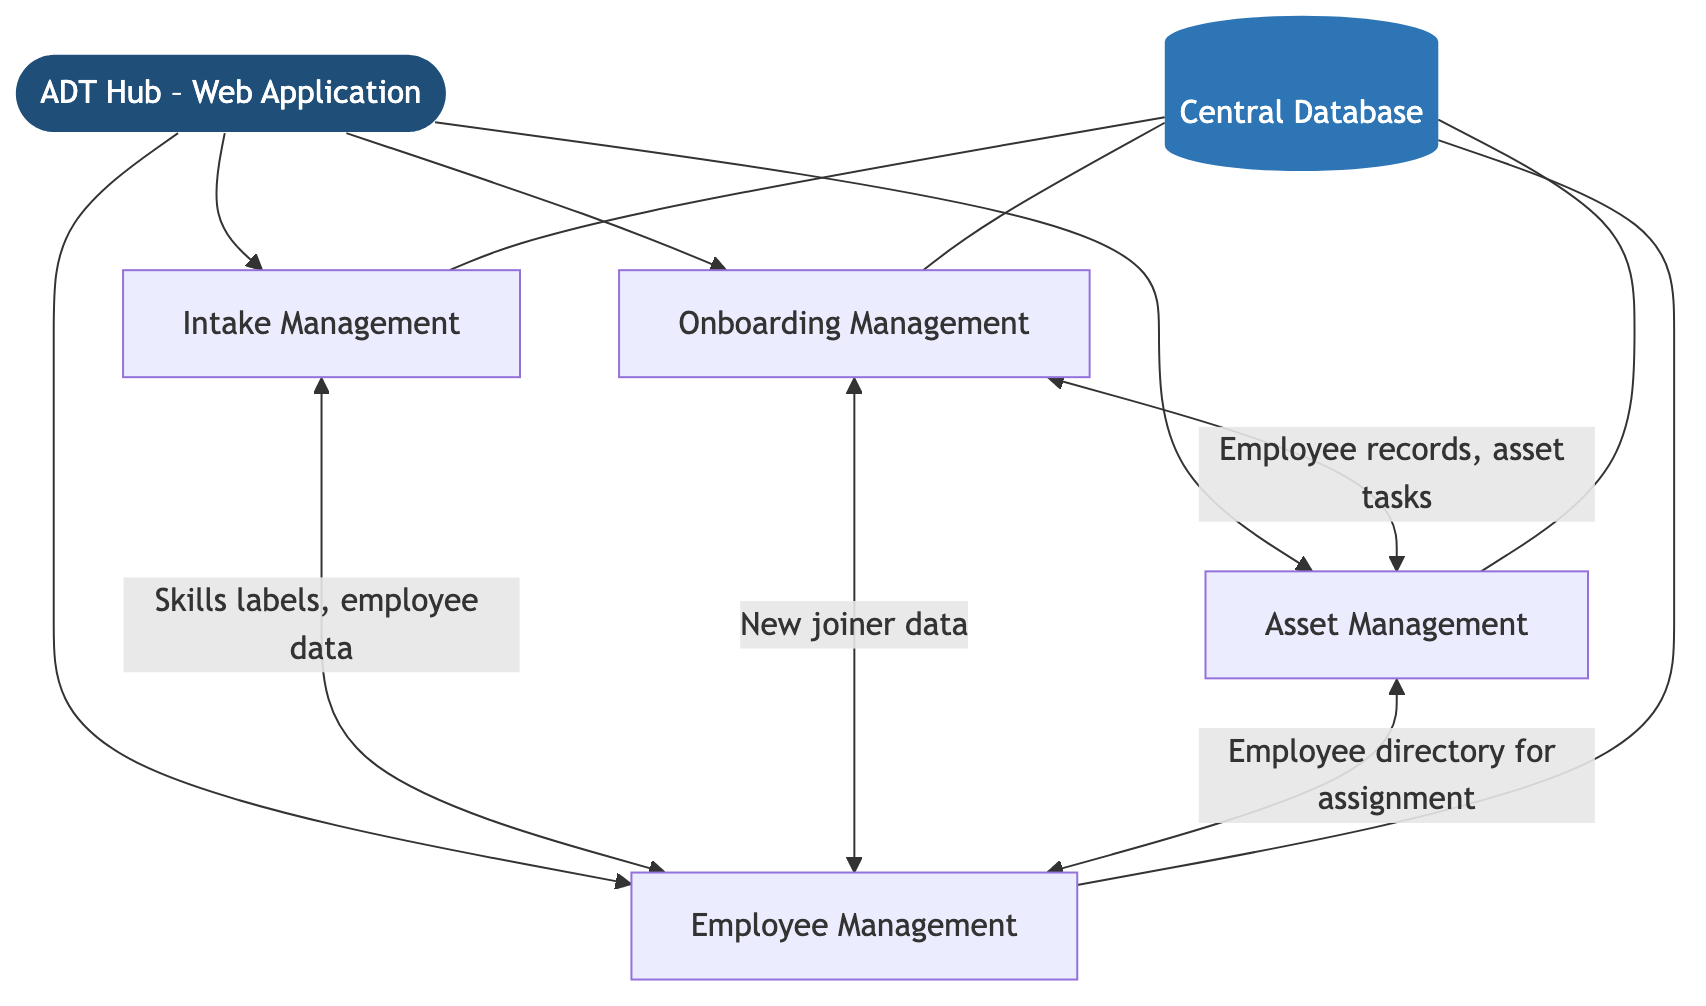 ADT Hub – Web Application
Central Database
Intake Management
Onboarding Management
Employee records, asset
tasks
Skills labels, employee
data
New joiner data
Asset Management
Employee directory for
assignment
Employee Management